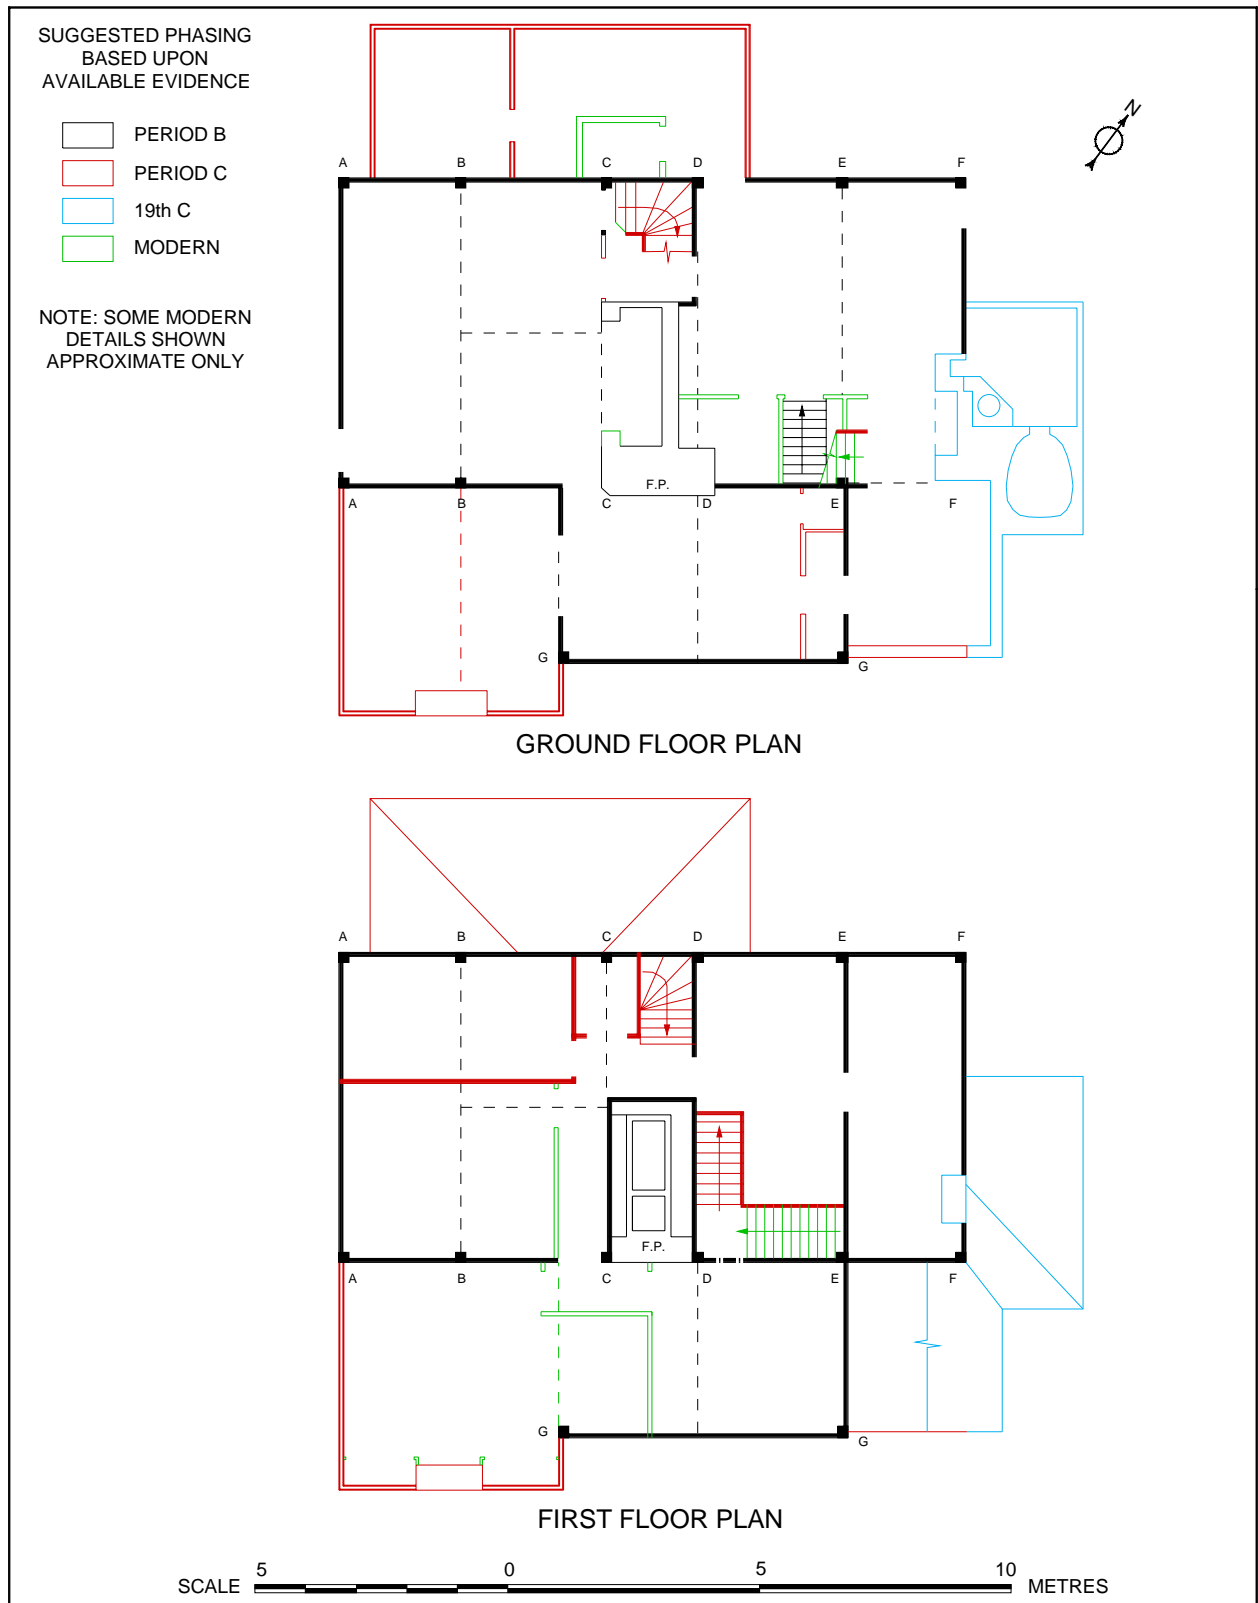 SUGGESTED PHASING
BASED UPON
AVAILABLE EVIDENCE
PERIOD B
PERIOD C
19th C
MODERN
NOTE: SOME MODERN
DETAILS SHOWN
APPROXIMATE ONLY
N
A B C D E F
F.P.
A B C D E F
G G
GROUND FLOOR PLAN
A B C D E F
F.P.
A B C D E F
G G
FIRST FLOOR PLAN
5 0 5 10
SCALE METRES